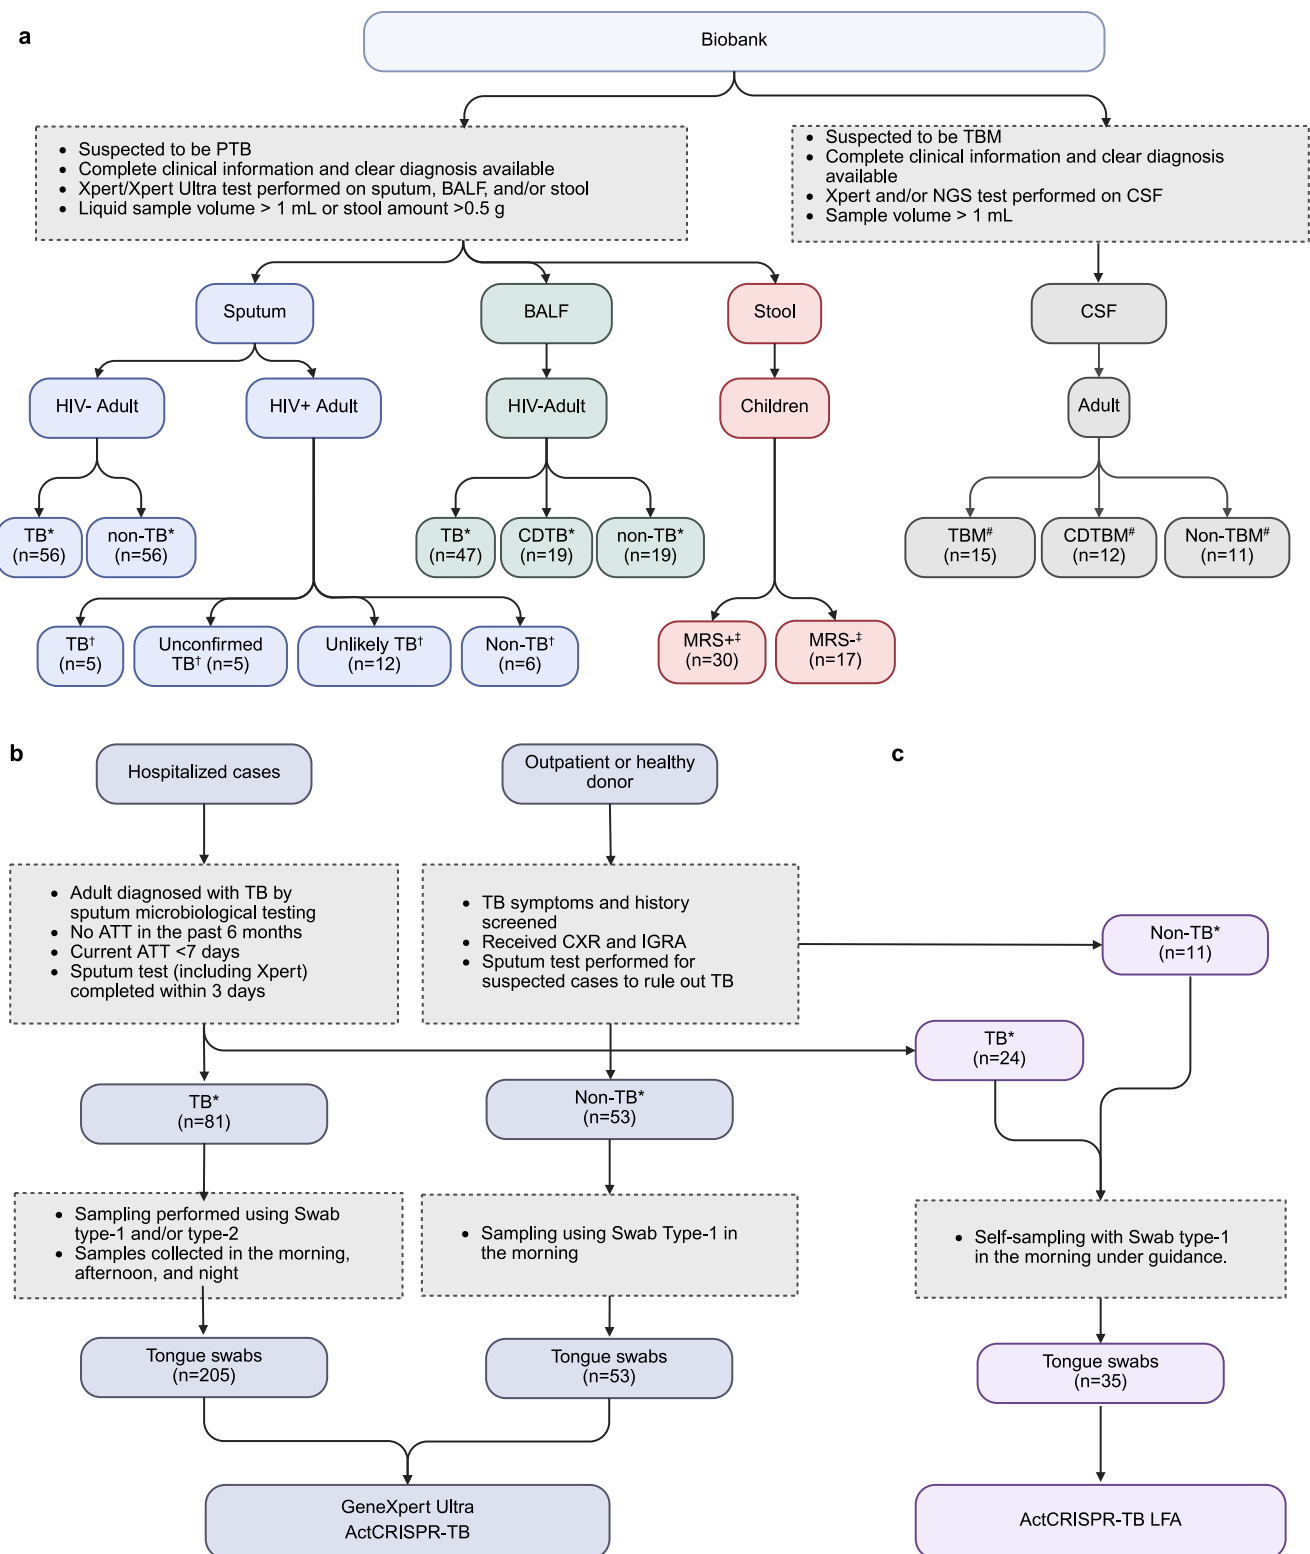 a
Biobank
• Suspected to be PTB
• Complete clinical information and clear diagnosis available
• Xpert/Xpert Ultra test performed on sputum, BALF, and/or stool
• Liquid sample volume > 1 mL or stool amount >0.5 g
• Suspected to be TBM
• Complete clinical information and clear diagnosis
available
• Xpert and/or NGS test performed on CSF
• Sample volume > 1 mL
Sputum
BALF
Stool
CSF
HIV- Adult
HIV+ Adult
HIV-Adult
Children
Adult
TB*
(n=56)
non-TB*
(n=56)
TB*
(n=47)
CDTB*
(n=19)
non-TB*
(n=19)
TBM#
(n=15)
CDTBM#
(n=12)
Non-TBM#
(n=11)
TB†
(n=5)
Unconfirmed
TB† (n=5)
Unlikely TB†
(n=12)
Non-TB†
(n=6)
MRS+‡
(n=30)
MRS-‡
(n=17)
b
Hospitalized cases
Outpatient or healthy
donor
c
• Adult diagnosed with TB by
sputum microbiological testing
• No ATT in the past 6 months
• Current ATT <7 days
• Sputum test (including Xpert)
completed within 3 days
• TB symptoms and history
screened
• Received CXR and IGRA
• Sputum test performed for
suspected cases to rule out TB
Non-TB*
(n=11)
TB*
(n=24)
TB*
(n=81)
Non-TB*
(n=53)
• Sampling performed using Swab
type-1 and/or type-2
• Samples collected in the morning,
afternoon, and night
• Sampling using Swab Type-1 in
the morning
• Self-sampling with Swab type-1
in the morning under guidance.
Tongue swabs
(n=205)
Tongue swabs
(n=53)
Tongue swabs
(n=35)
GeneXpert Ultra
ActCRISPR-TB
ActCRISPR-TB LFA